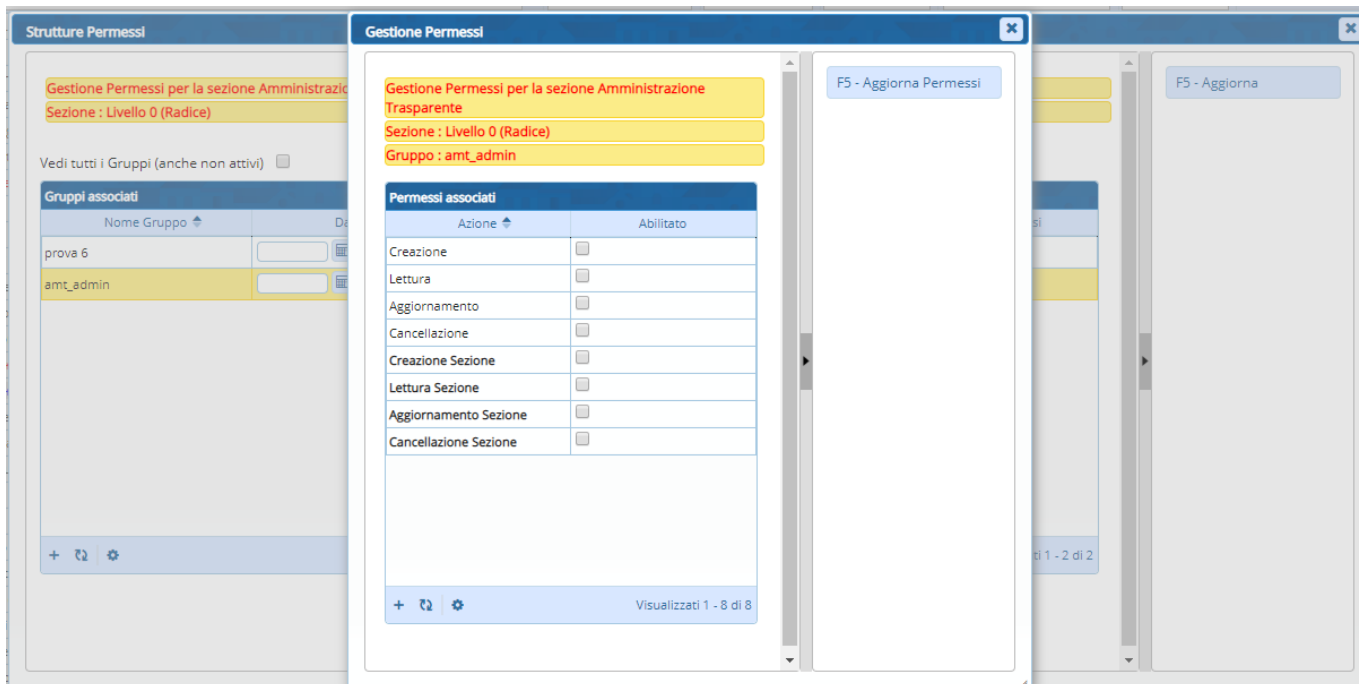 Strutture Permessi
Gestione Permessi per la sezione Amministrazio
Sezione : Livello 0 (Radice)
Vedi tutti i Gruppi (anche non attivi)
Gruppi associati
Nome Gruppo
Da
prova 6
amt_admin
Gestione Permessi
Gestione Permessi per la sezione Amministrazione
Trasparente
Sezione : Livello 0 (Radice)
Gruppo : amt_admin
Permessi associati
Azione
Abilitato
Creazione
Lettura
Aggiornamento
Cancellazione
Creazione Sezione
Lettura Sezione
Aggiornamento Sezione
Cancellazione Sezione
Visualizzati 1 - 8 di 8
F5 - Aggiorna Permessi
si
ti 1 - 2 di 2
F5 - Aggiorna